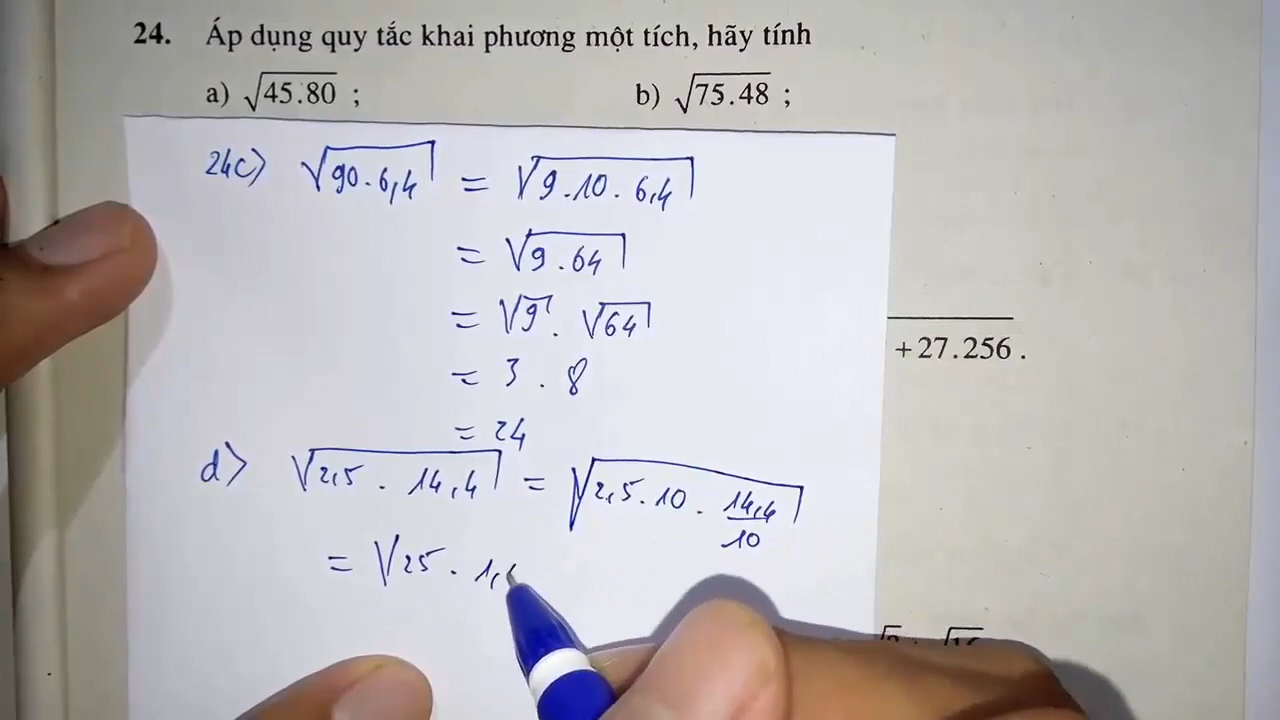 24. Áp dụng quy tắc khai phương một tích, hãy tính
a) √45.80 ; b) √75.48 ;
24c) √90.6,4 = √9.10.6,4
= √9.64
= √9 . √64
+27.256 .
= 3 . 8
= 24
d) √2,5 . 14,4 = √2,5.10 . 14,4/10
= √25 . 1,